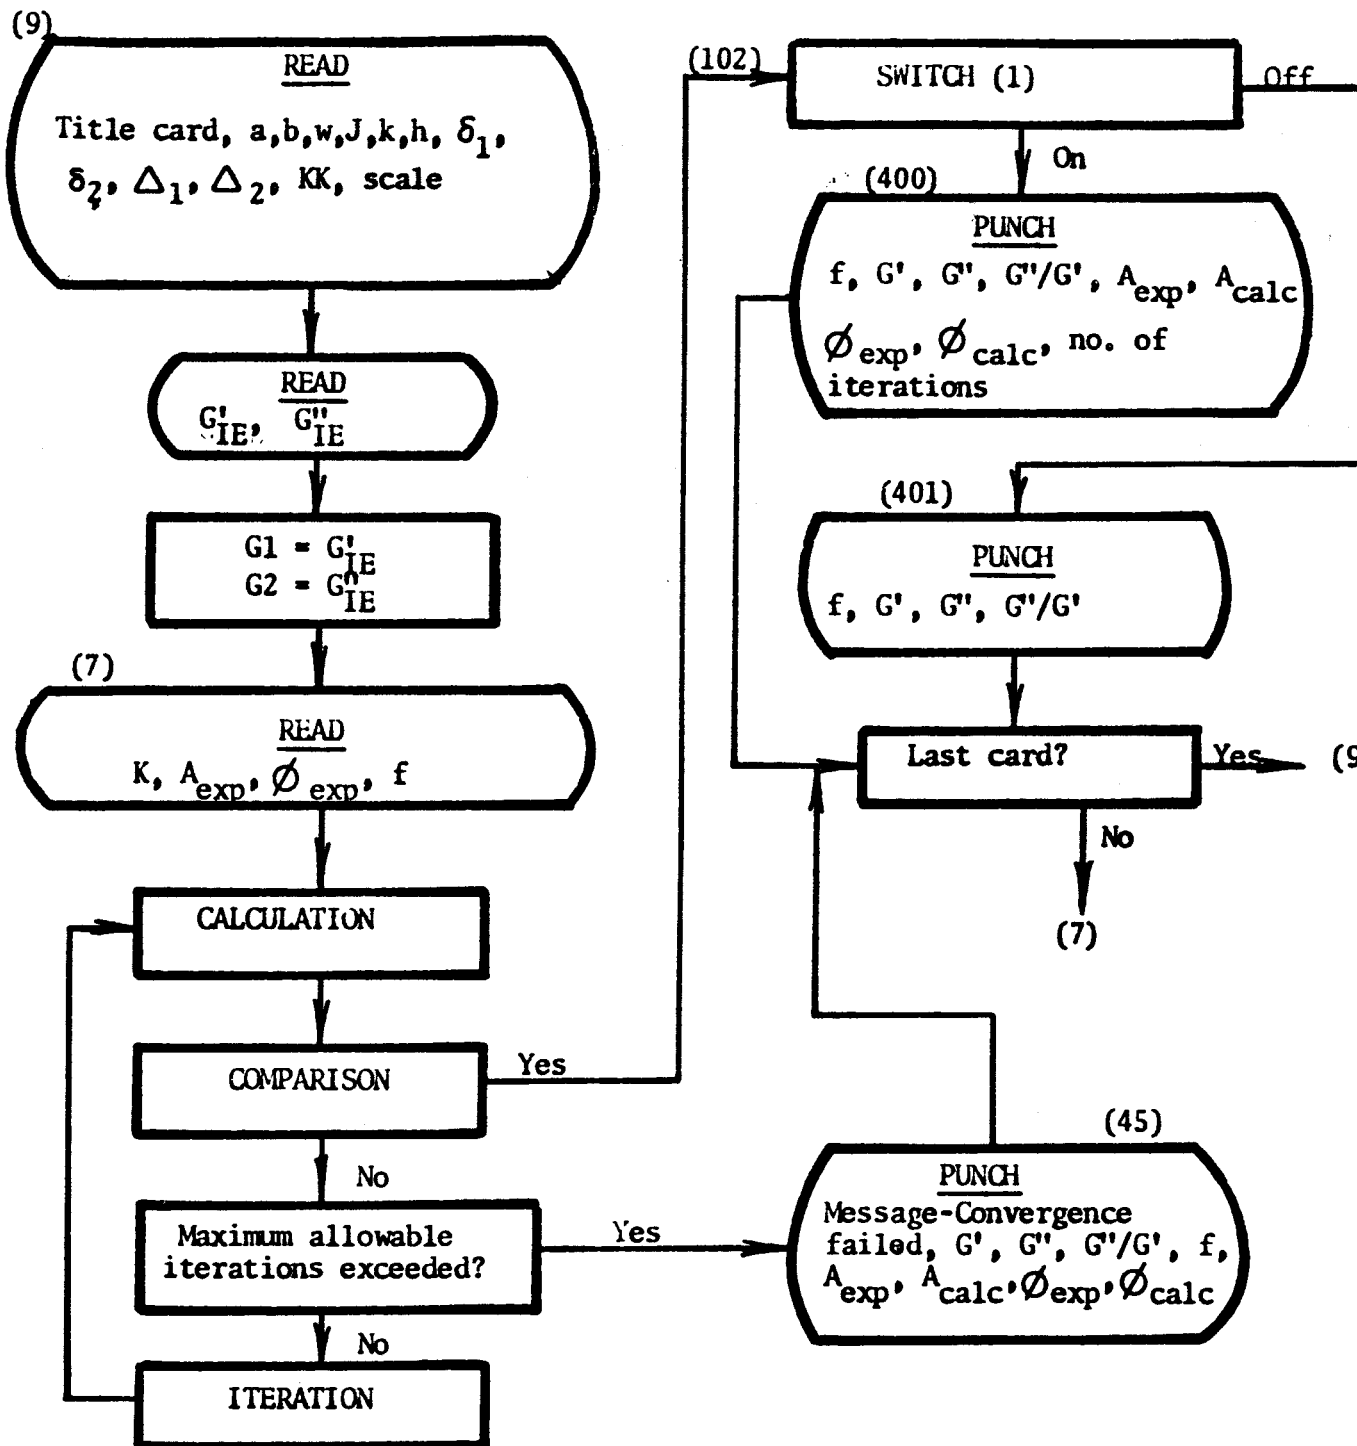 (9)
READ
Title card, a,b,w,J,k,h, δ1,
δ2, Δ1, Δ2, KK, scale
READ
G'IE, G"IE
G1 = G'IE
G2 = G"IE
(7)
READ
K, Aexp, Øexp, f
CALCULATION
COMPARISON
Yes
No
Maximum allowable
iterations exceeded?
Yes
No
ITERATION
(102)
SWITCH (1)
Off
On
(400)
PUNCH
f, G', G", G"/G', Aexp, Acalc
Øexp, Øcalc, no. of
iterations
(401)
PUNCH
f, G', G", G"/G'
Last card?
Yes
(9
No
(7)
(45)
PUNCH
Message-Convergence
failed, G', G", G"/G', f,
Aexp, Acalc, Øexp, Øcalc